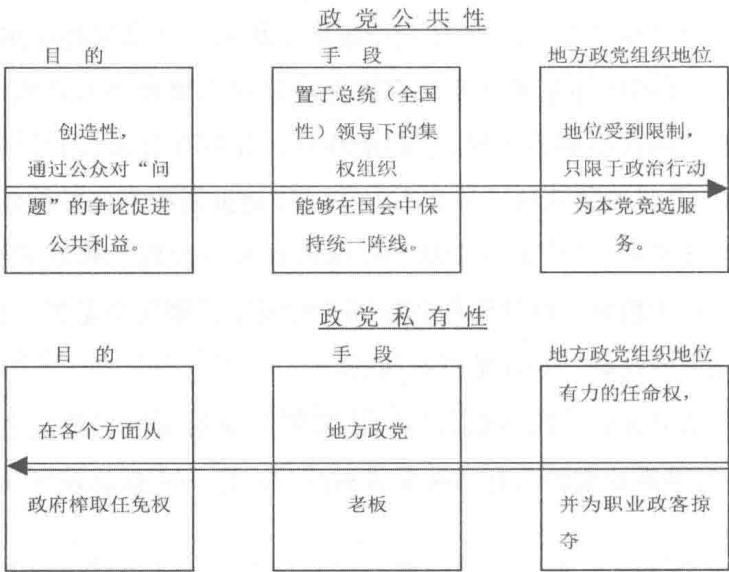 政党公共性
目的 手段 地方政党组织地位
创造性，
通过公众对“问
题”的争论促进
公共利益。
置于总统（全国
性）领导下的集
权组织
能够在国会中保
持统一阵线。
地位受到限制，
只限于政治行动
为本党竞选服
务。
政党私有性
目的 手段 地方政党组织地位
在各个方面从
政府榨取任免权
地方政党
老板
有力的任命权，
并为职业政客掠
夺